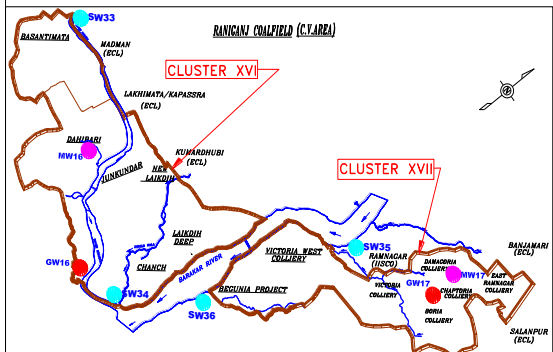 RANIGANJ COALFIELD (C.V.AREA)
SW33
BASANTIMATA
MADMAN
(ECL)
CLUSTER XVI
LAKHIMATA/KAPASSRA
(ECL)
DAHIBARI
MW16
JUNKUNDAR
KUMARDHUBI
(ECL)
NEW
LAIKDIH
CLUSTER XVII
LAIKDIH
DEEP
CHANCH
BARAKAR RIVER
VICTORIA WEST
COLLIERY
SW35
RAMNAGAR
(IISCO)
BANJAMARI
(ECL)
DAMAGORIA
COLLIERY
MW17
EAST
RAMNAGAR
COLLIERY
GW16
SW34
SW36
BEGUNIA PROJECT
VICTORIA
COLLIERY
GW17
CHAPTORIA
COLLIERY
BORIA
COLLIERY
SALANPUR
(ECL)